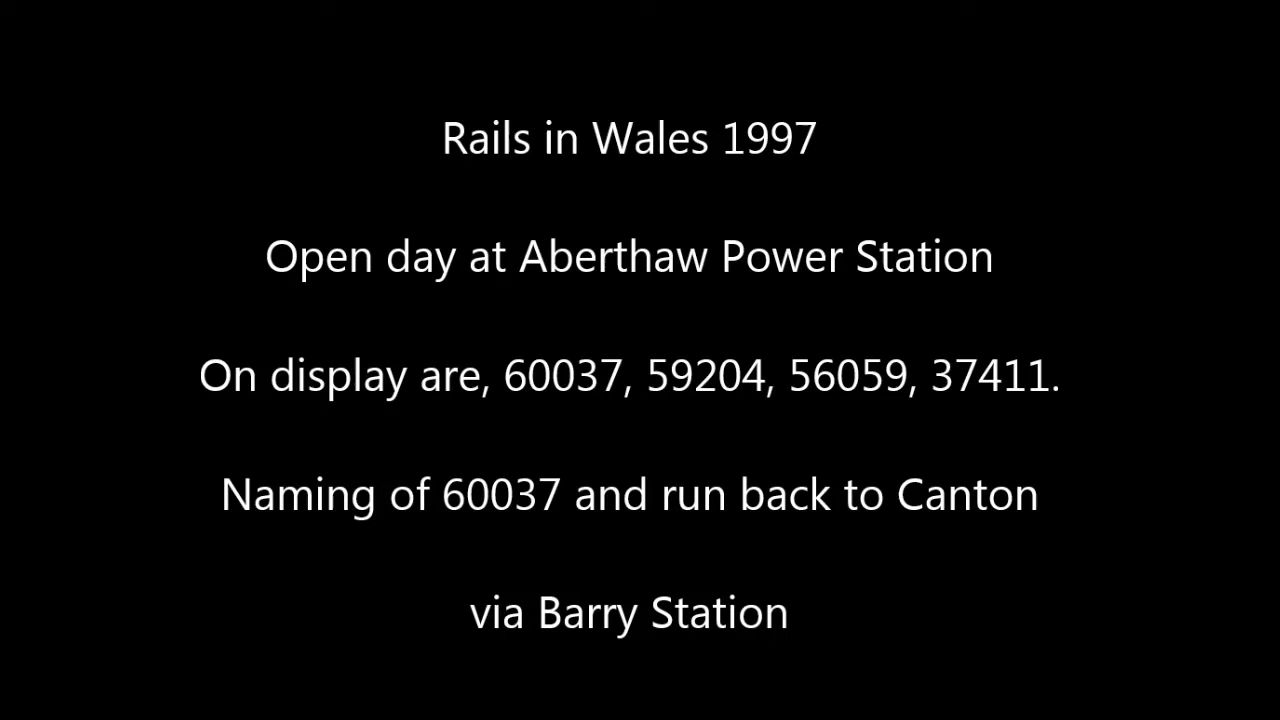 Rails in Wales 1997
Open day at Aberthaw Power Station
On display are, 60037, 59204, 56059, 37411.
Naming of 60037 and run back to Canton
via Barry Station